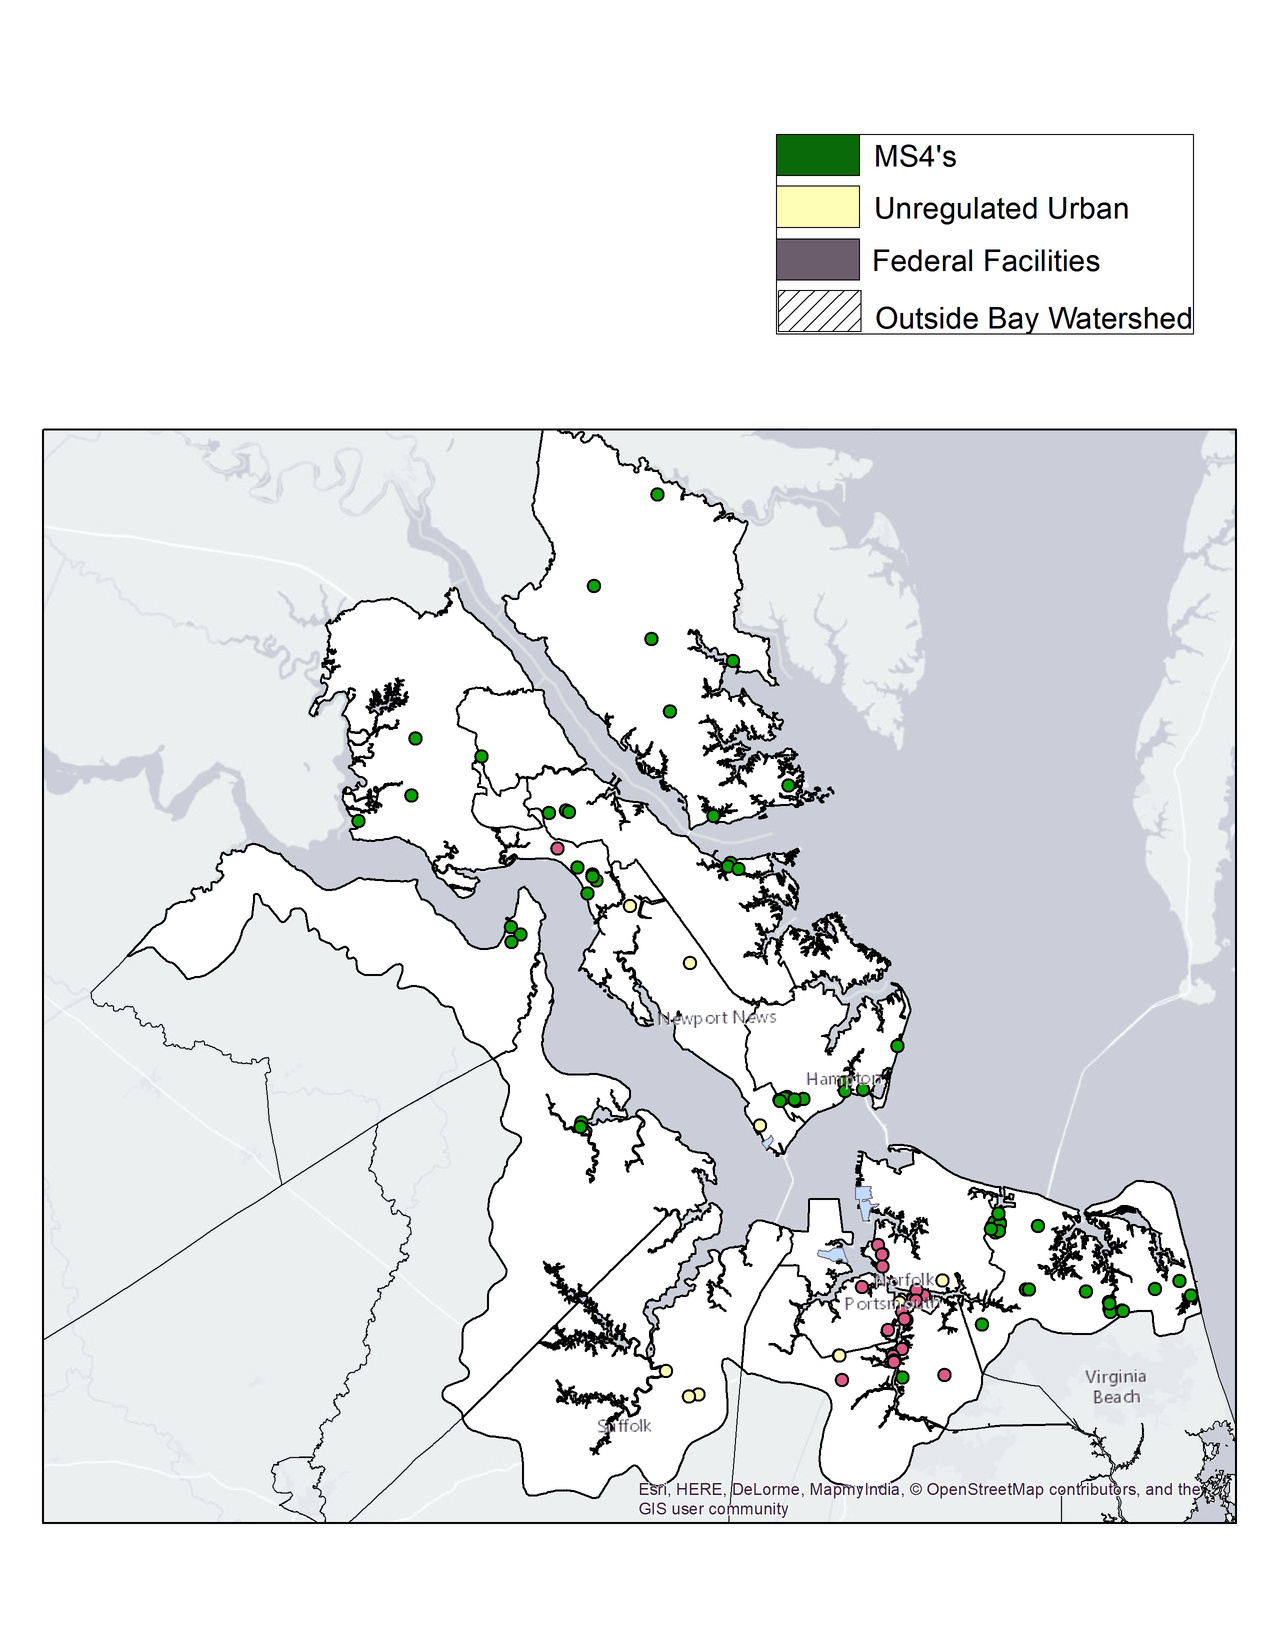 MS4's
Unregulated Urban
Federal Facilities
Outside Bay Watershed
Newport News
Hampton
Norfolk
Portsmouth
Virginia
Beach
Suffolk
Esri, HERE, DeLorme, MapmyIndia, © OpenStreetMap contributors, and the
GIS user community